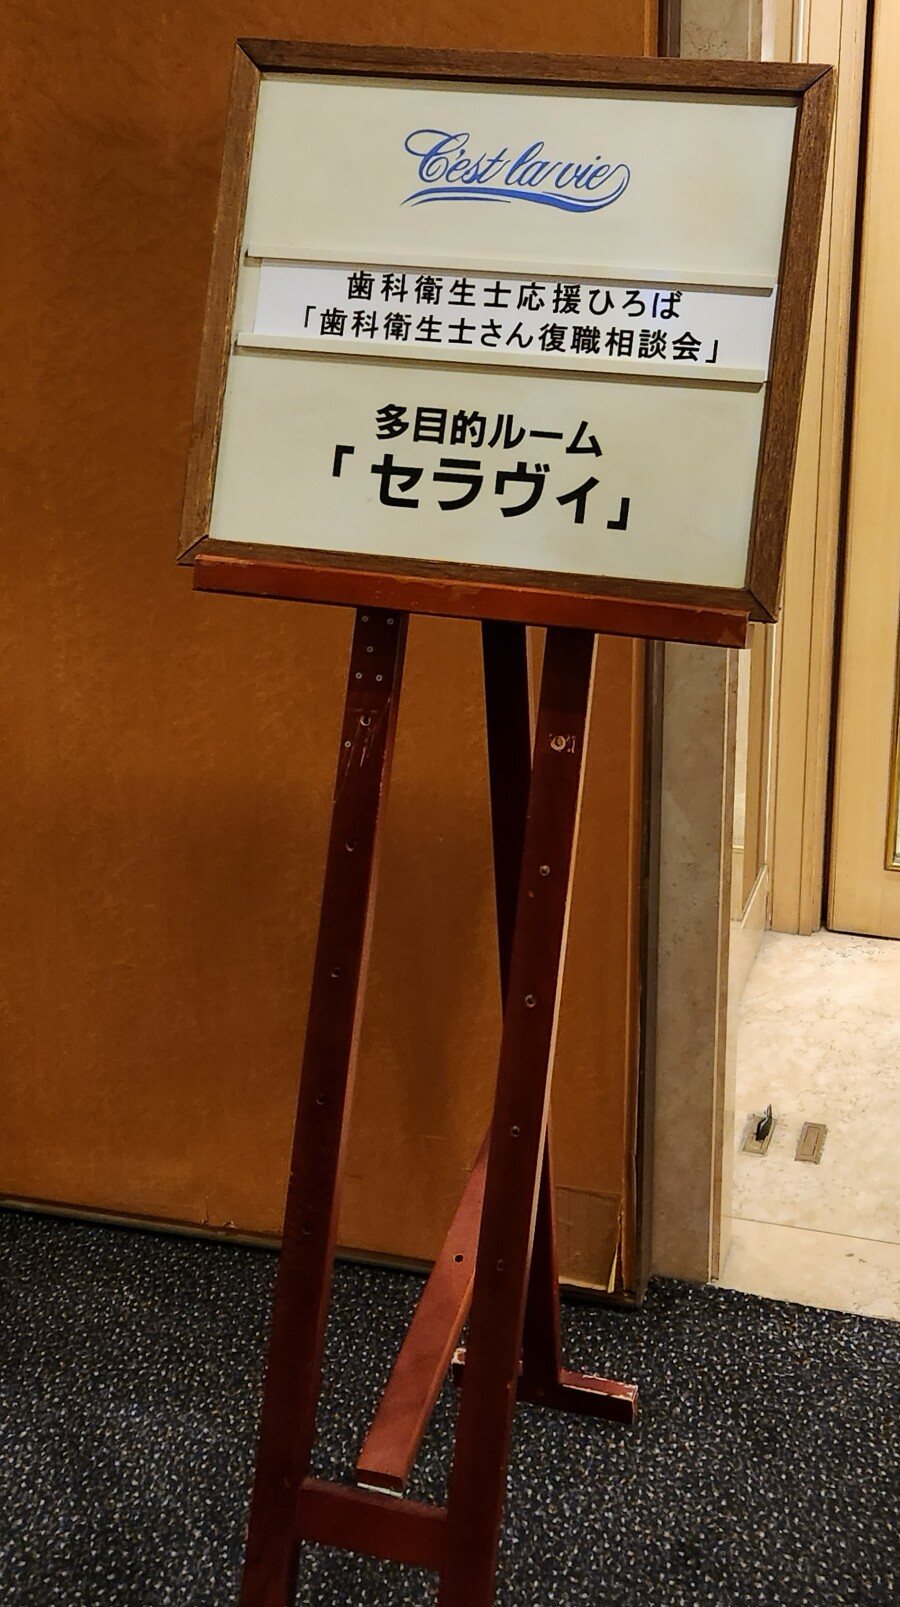 C'est la vie
歯科衛生士応援ひろば
「歯科衛生士さん復職相談会」
多目的ルーム
「セラヴィ」